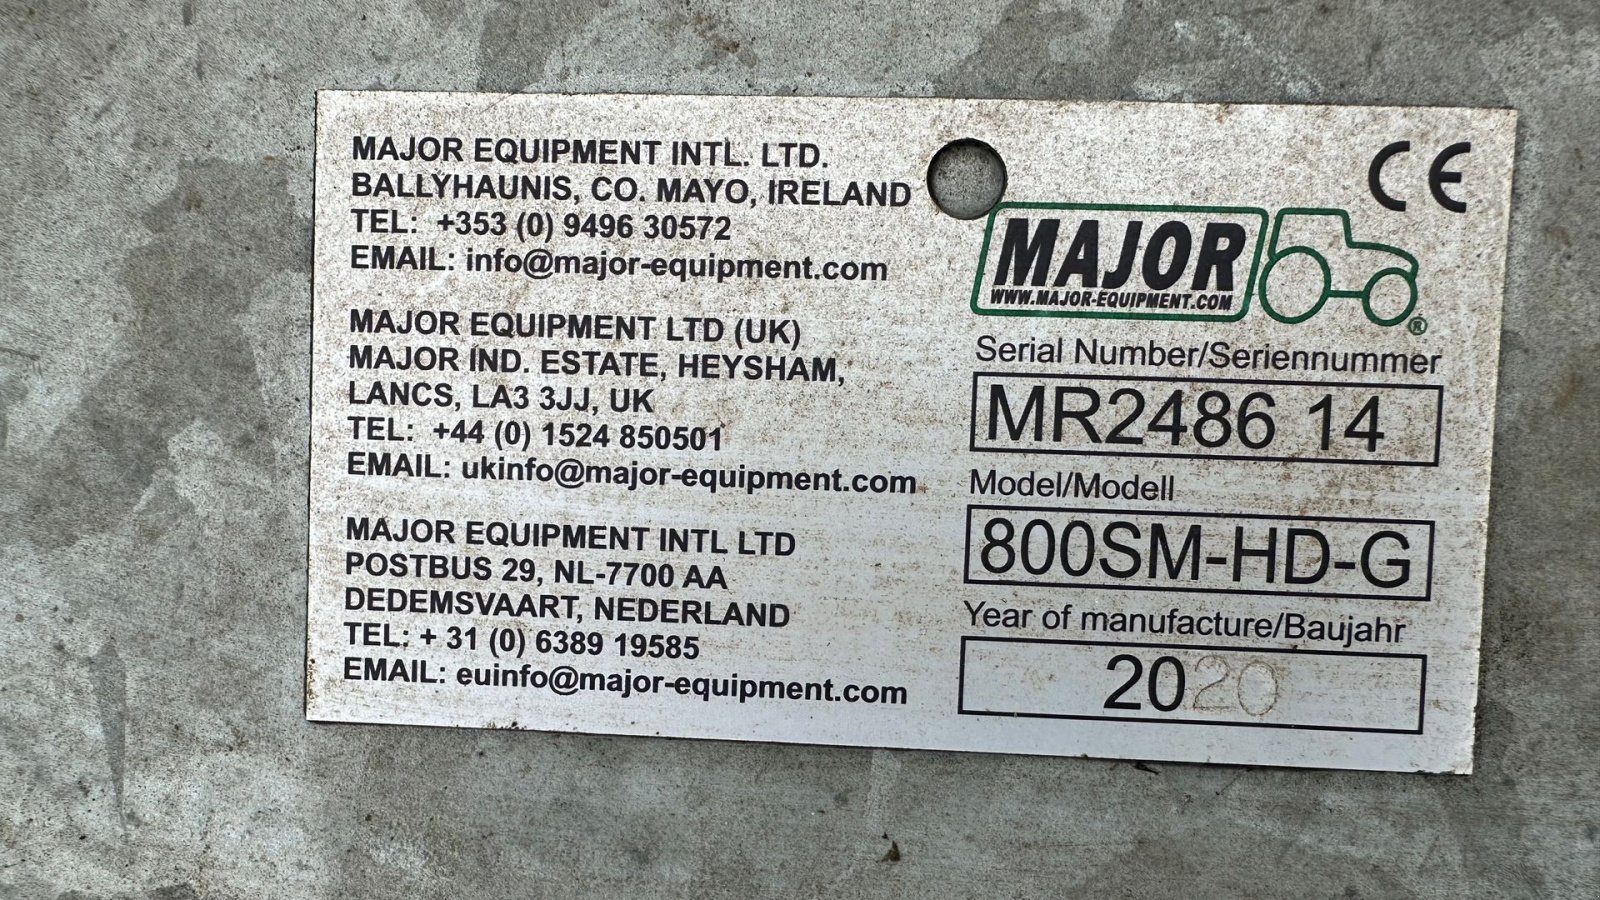 MAJOR EQUIPMENT INTL. LTD.
BALLYHAUNIS, CO. MAYO, IRELAND
TEL: +353 (0) 9496 30572
EMAIL: info@major-equipment.com
MAJOR EQUIPMENT LTD (UK)
MAJOR IND. ESTATE, HEYSHAM,
LANCS, LA3 3JJ, UK
TEL: +44 (0) 1524 850501
EMAIL: ukinfo@major-equipment.com
MAJOR EQUIPMENT INTL LTD
POSTBUS 29, NL-7700 AA
DEDEMSVAART, NEDERLAND
TEL: + 31 (0) 6389 19585
EMAIL: euinfo@major-equipment.com
CE
MAJOR
WWW.MAJOR-EQUIPMENT.COM
®
Serial Number/Seriennummer
MR2486 14
Model/Modell
800SM-HD-G
Year of manufacture/Baujahr
2020